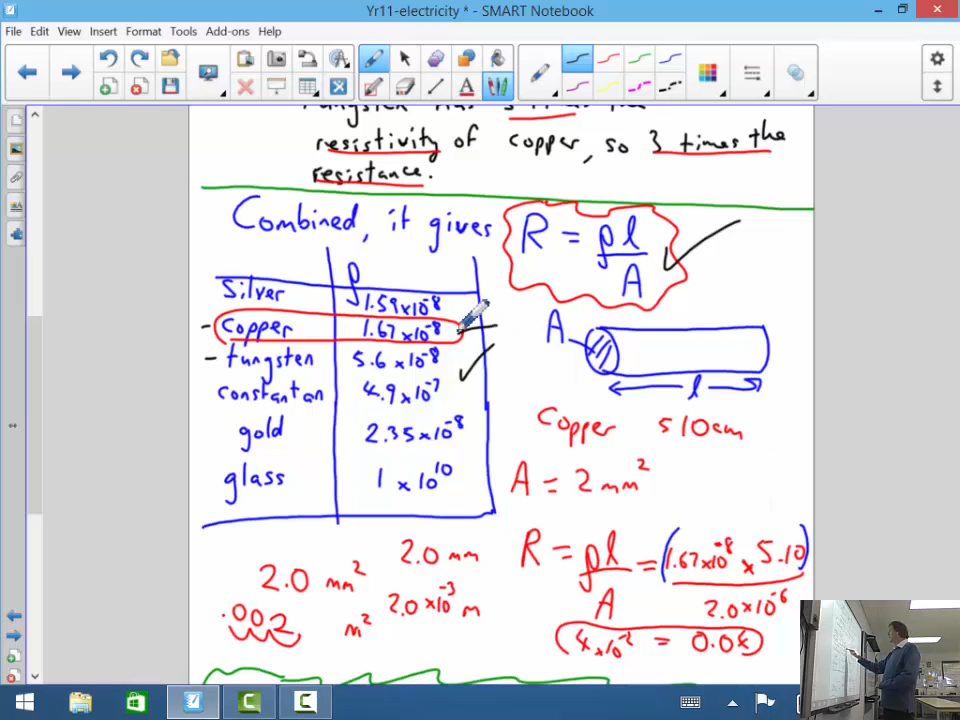 Yr11-electricity * - SMART Notebook
File Edit View Insert Format Tools Add-ons Help
resistivity of copper, so 3 times the
resistance.
Combined, it gives R = ρl/A
ρ
Silver 1.59×10⁻⁸
Copper 1.67×10⁻⁸
tungsten 5.6×10⁻⁸
constantan 4.9×10⁻⁷
gold 2.35×10⁻⁸
glass 1×10¹⁰
A
l
Copper 510cm
A = 2mm²
R = ρl/A = (1.67×10⁻⁸ × 5.10)/2.0×10⁻⁶
4×10⁻² = 0.04
2.0 mm
2.0 mm²
2.0×10⁻³ m
.002 m²